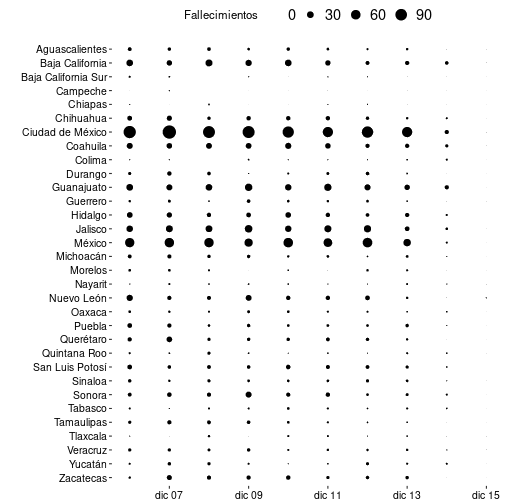 Fallecimientos 0 30 60 90
Aguascalientes
Baja California
Baja California Sur
Campeche
Chiapas
Chihuahua
Ciudad de México
Coahuila
Colima
Durango
Guanajuato
Guerrero
Hidalgo
Jalisco
México
Michoacán
Morelos
Nayarit
Nuevo León
Oaxaca
Puebla
Querétaro
Quintana Roo
San Luis Potosí
Sinaloa
Sonora
Tabasco
Tamaulipas
Tlaxcala
Veracruz
Yucatán
Zacatecas
dic 07 dic 09 dic 11 dic 13 dic 15